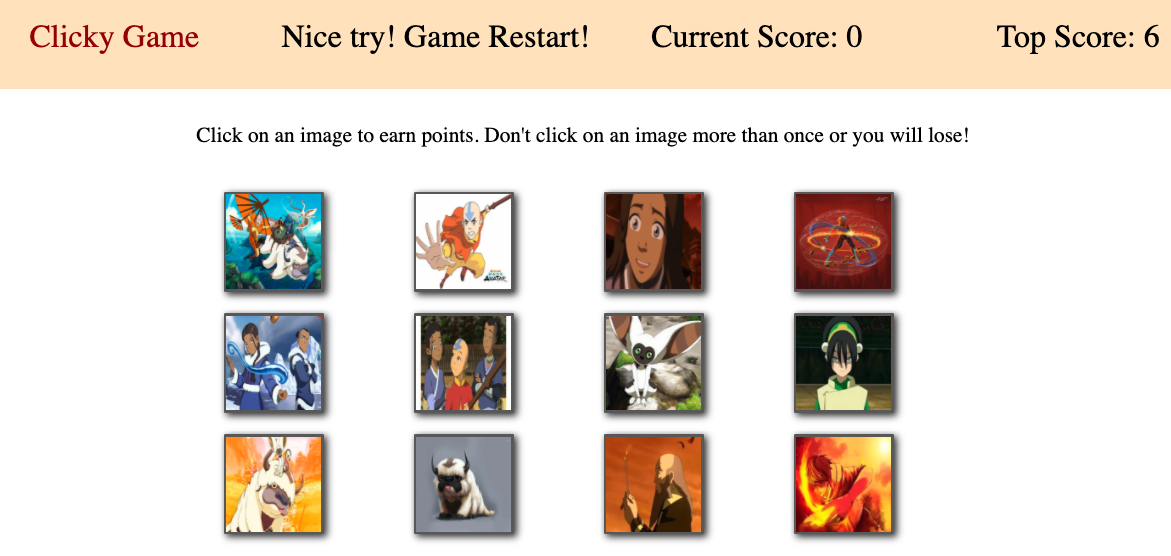 Clicky Game
Nice try! Game Restart!
Current Score: 0
Top Score: 6
Click on an image to earn points. Don't click on an image more than once or you will lose!
AVATAR